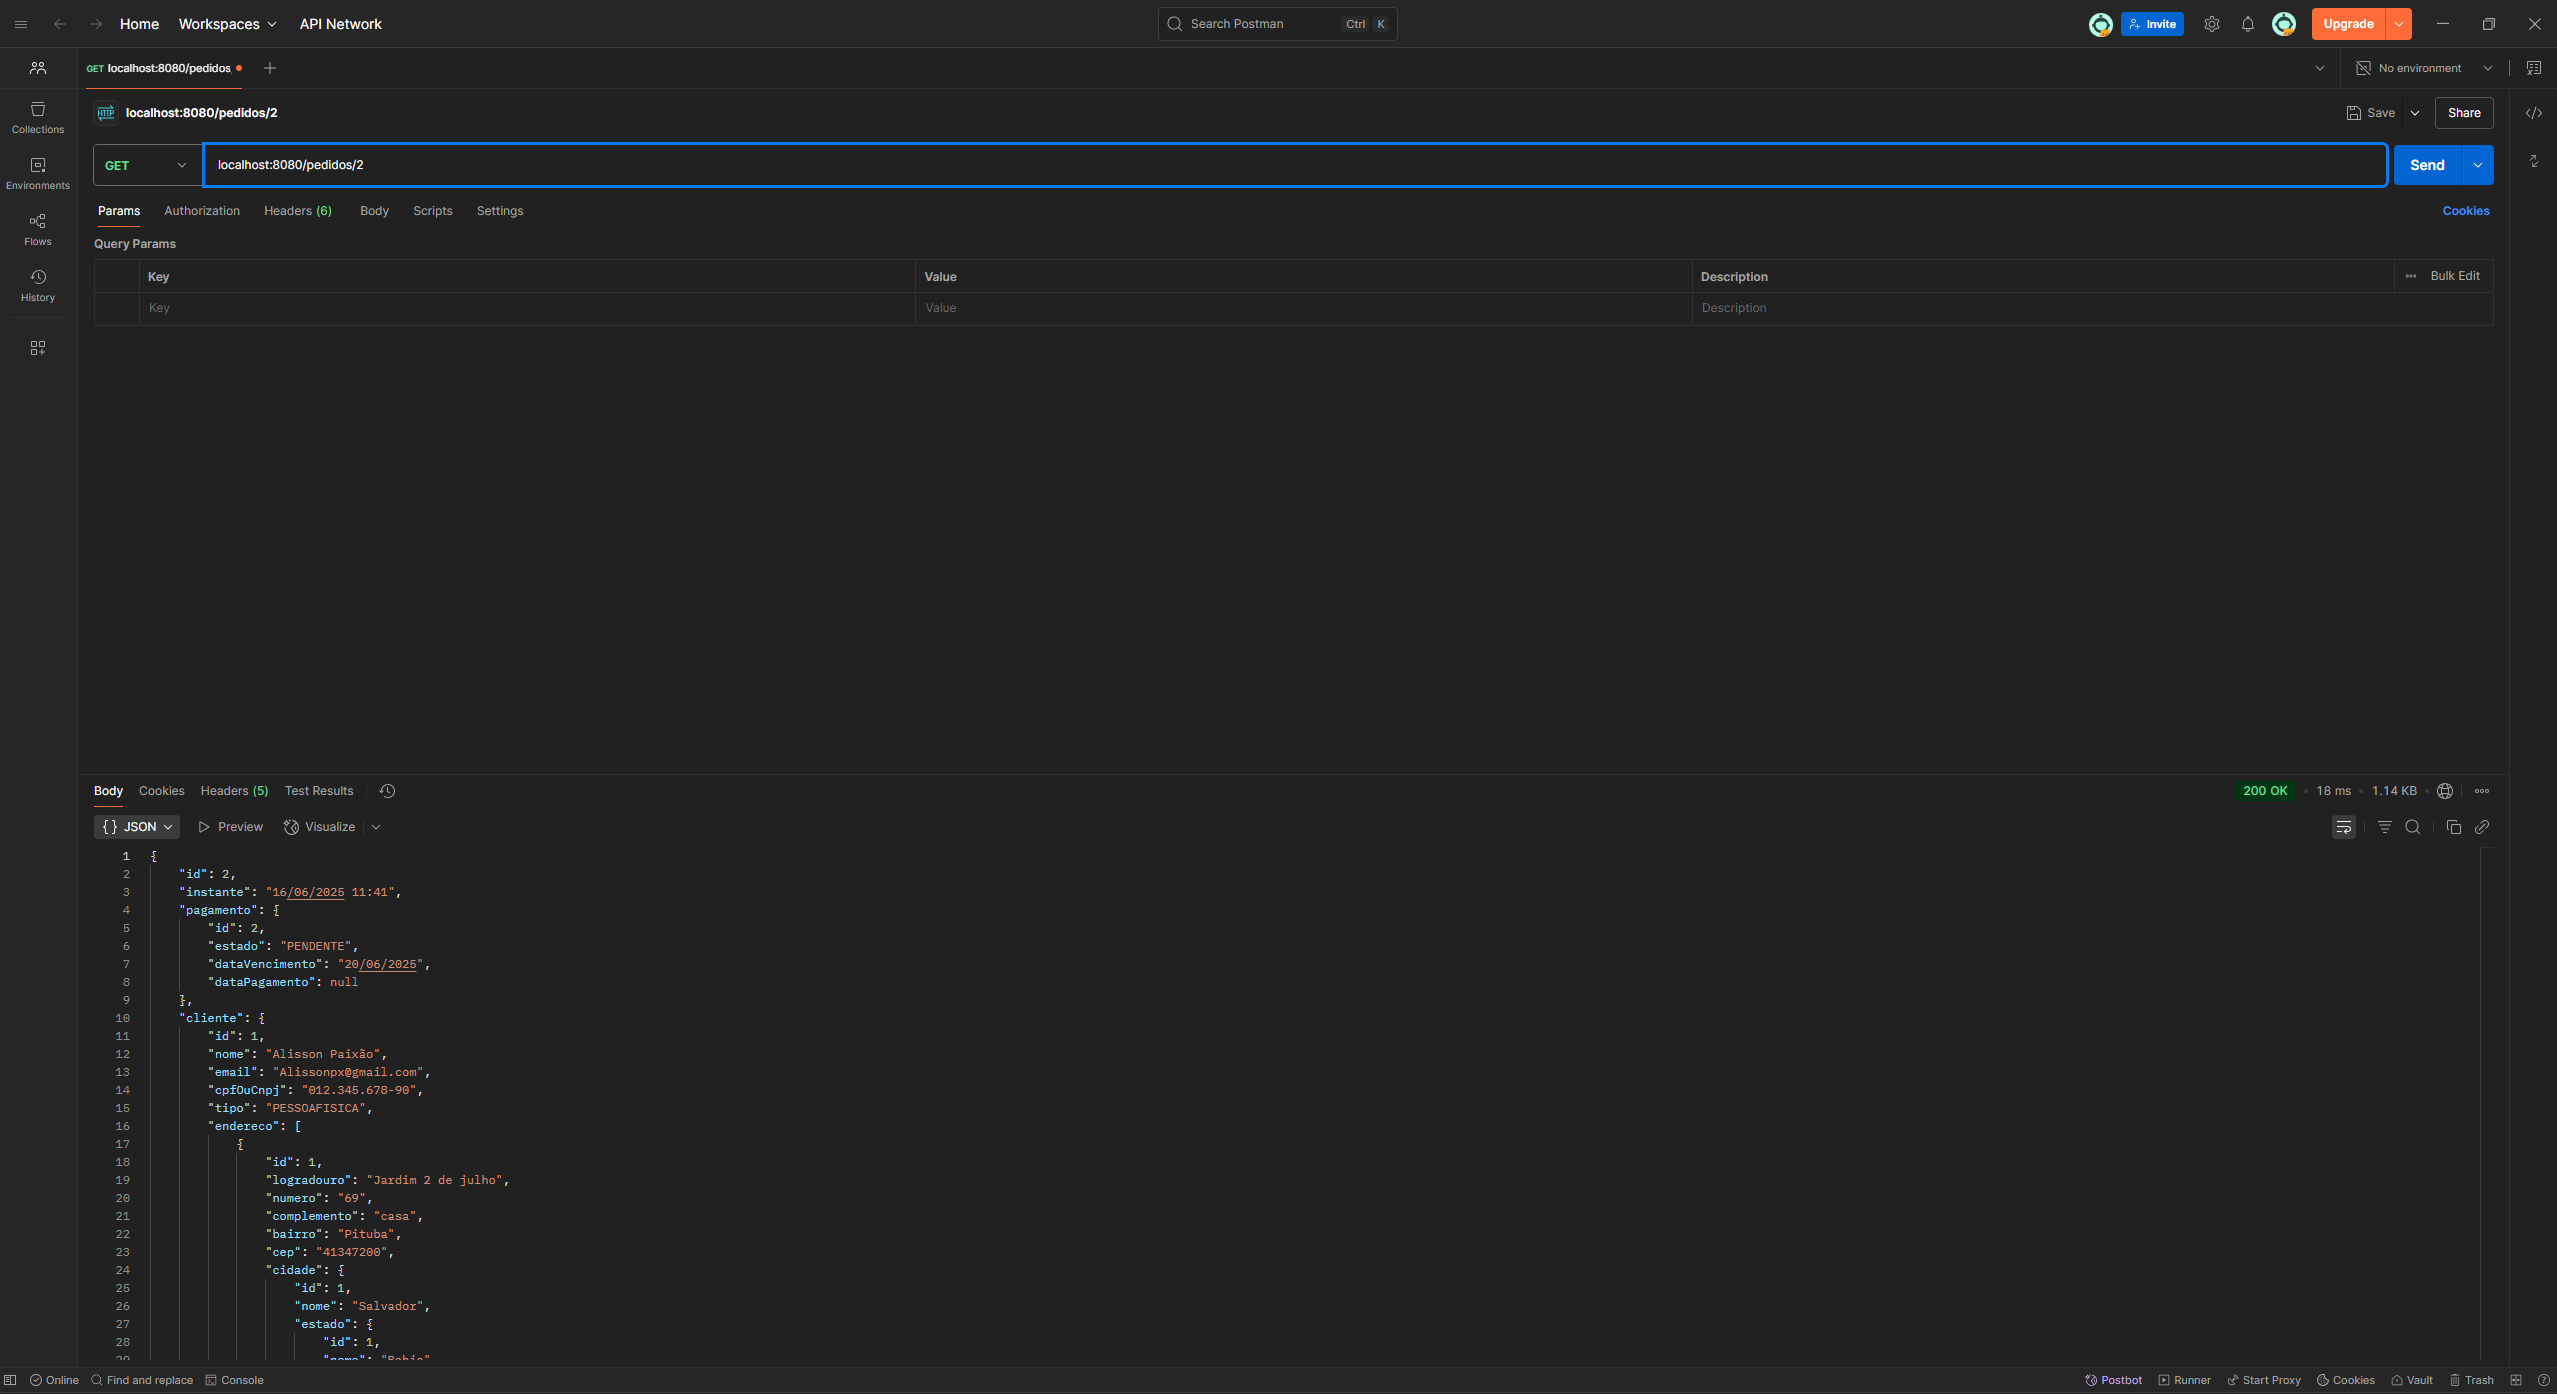 Home Workspaces API Network Search Postman Ctrl K Invite Upgrade
GET localhost:8080/pedidos No environment
localhost:8080/pedidos/2 Save Share
GET localhost:8080/pedidos/2 Send
Params Authorization Headers (6) Body Scripts Settings Cookies
Query Params
Key Value Description Bulk Edit
Key Value Description
Collections
Environments
Flows
History
Body Cookies Headers (5) Test Results 200 OK 18 ms 1.14 KB
{} JSON Preview Visualize
1 {
2 "id": 2,
3 "instante": "16/06/2025 11:41",
4 "pagamento": {
5 "id": 2,
6 "estado": "PENDENTE",
7 "dataVencimento": "20/06/2025",
8 "dataPagamento": null
9 },
10 "cliente": {
11 "id": 1,
12 "nome": "Alisson Paixão",
13 "email": "Alissonpx@gmail.com",
14 "cpfOuCnpj": "012.345.678-90",
15 "tipo": "PESSOAFISICA",
16 "endereco": [
17 {
18 "id": 1,
19 "logradouro": "Jardim 2 de julho",
20 "numero": "69",
21 "complemento": "casa",
22 "bairro": "Pituba",
23 "cep": "41347200",
24 "cidade": {
25 "id": 1,
26 "nome": "Salvador",
27 "estado": {
28 "id": 1,
29 "nome": "Bahia"
Online Find and replace Console Postbot Runner Start Proxy Cookies Vault Trash